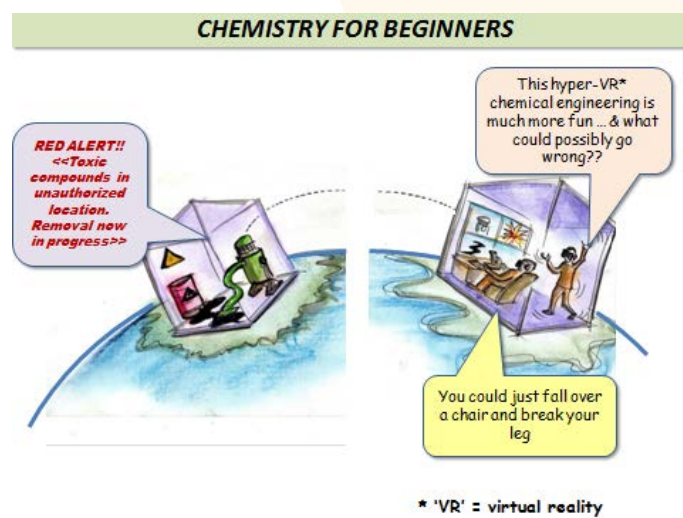 CHEMISTRY FOR BEGINNERS
RED ALERT!!
<<Toxic
compounds in
unauthorized
location.
Removal now
in progress>>
This hyper-VR*
chemical engineering is
much more fun ... & what
could possibly go
wrong??
You could just fall over
a chair and break your
leg
* 'VR' = virtual reality